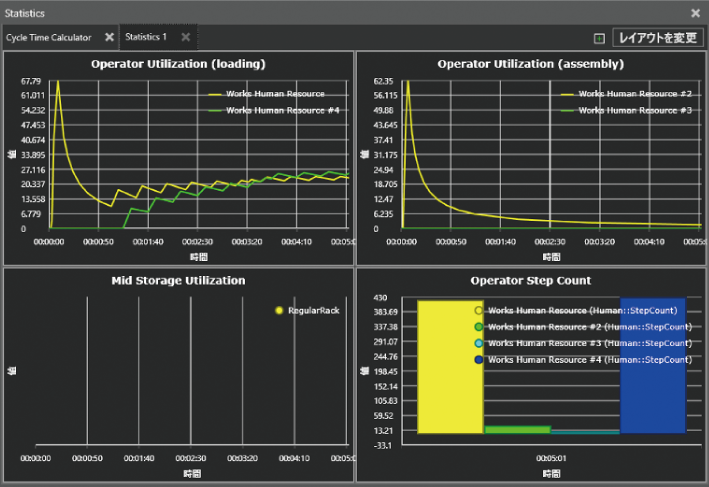 Statistics
Cycle Time Calculator
Statistics 1
レイアウトを変更
Operator Utilization (loading)
67.79
61.011
54.232
47.453
40.674
33.895
27.116
20.337
13.558
6.779
0
値
Works Human Resource
Works Human Resource #4
00:00:00 00:00:50 00:01:40 00:02:30 00:03:20 00:04:10 00:05:
時間
Operator Utilization (assembly)
62.35
56.115
49.88
43.645
37.41
31.175
24.94
18.705
12.47
6.235
0
値
Works Human Resource #2
Works Human Resource #3
00:00:00 00:00:50 00:01:40 00:02:30 00:03:20 00:04:10 00:05:
時間
Mid Storage Utilization
値
RegularRack
00:00:00 00:00:50 00:01:40 00:02:30 00:03:20 00:04:10 00:05:
時間
Operator Step Count
430
383.69
337.38
291.07
244.76
198.45
152.14
105.83
59.52
13.21
-33.1
値
Works Human Resource (Human::StepCount)
Works Human Resource #2 (Human::StepCount)
Works Human Resource #3 (Human::StepCount)
Works Human Resource #4 (Human::StepCount)
00:05:01
時間